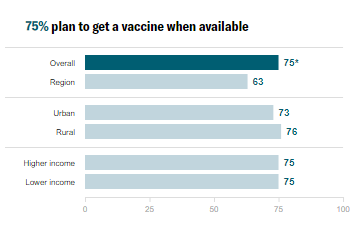 75% plan to get a vaccine when available
Overall 75*
Region 63
Urban 73
Rural 76
Higher income 75
Lower income 75
0 25 50 75 100